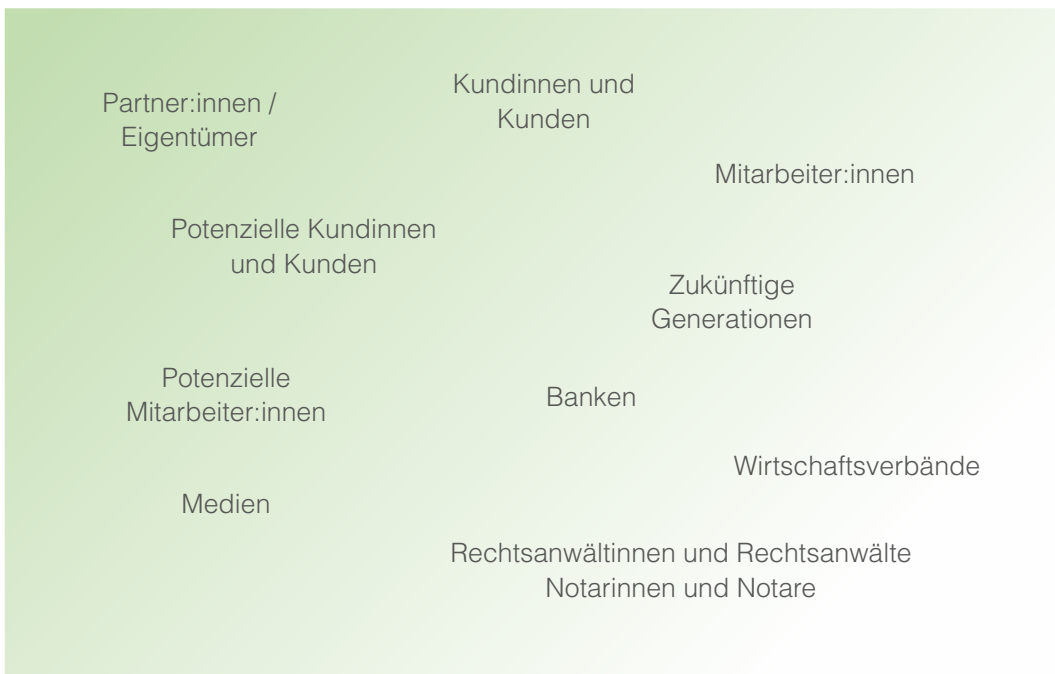 Partner:innen /
Eigentümer
Kundinnen und
Kunden
Mitarbeiter:innen
Potenzielle Kundinnen
und Kunden
Zukünftige
Generationen
Potenzielle
Mitarbeiter:innen
Banken
Wirtschaftsverbände
Medien
Rechtsanwältinnen und Rechtsanwälte
Notarinnen und Notare